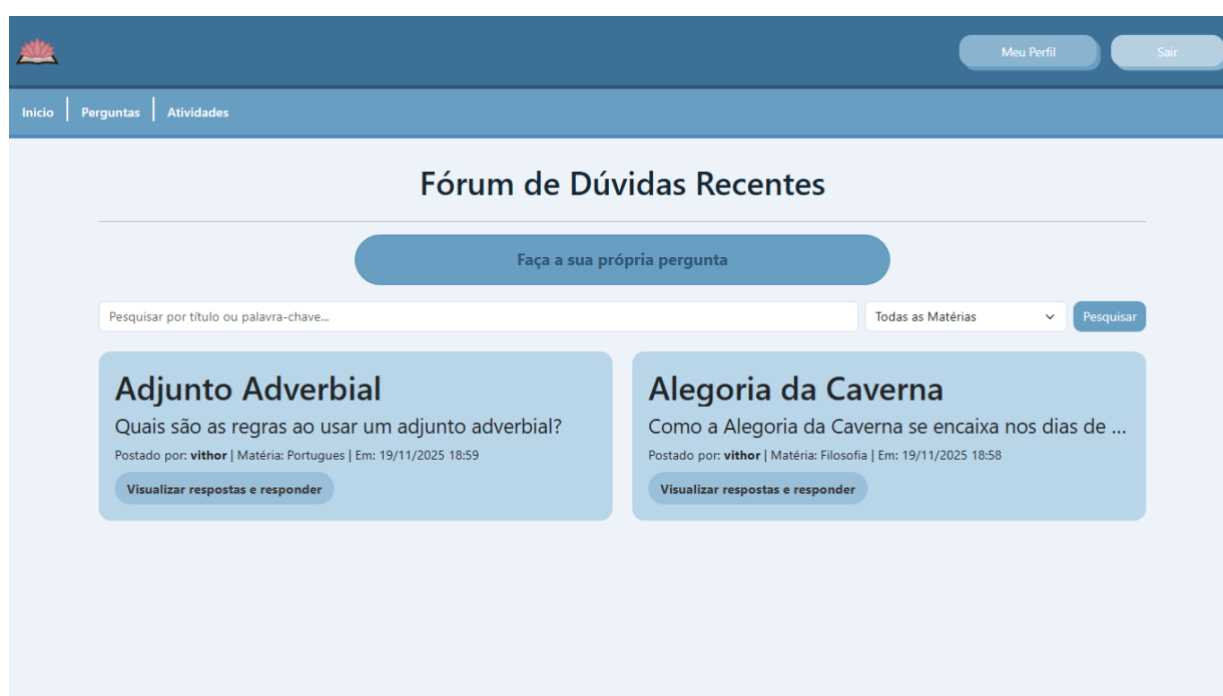 Meu Perfil Sair
Inicio Perguntas Atividades
Fórum de Dúvidas Recentes
Faça a sua própria pergunta
Pesquisar por título ou palavra-chave... Todas as Matérias Pesquisar
Adjunto Adverbial
Quais são as regras ao usar um adjunto adverbial?
Postado por: vithor | Matéria: Portugues | Em: 19/11/2025 18:59
Visualizar respostas e responder
Alegoria da Caverna
Como a Alegoria da Caverna se encaixa nos dias de ...
Postado por: vithor | Matéria: Filosofia | Em: 19/11/2025 18:58
Visualizar respostas e responder